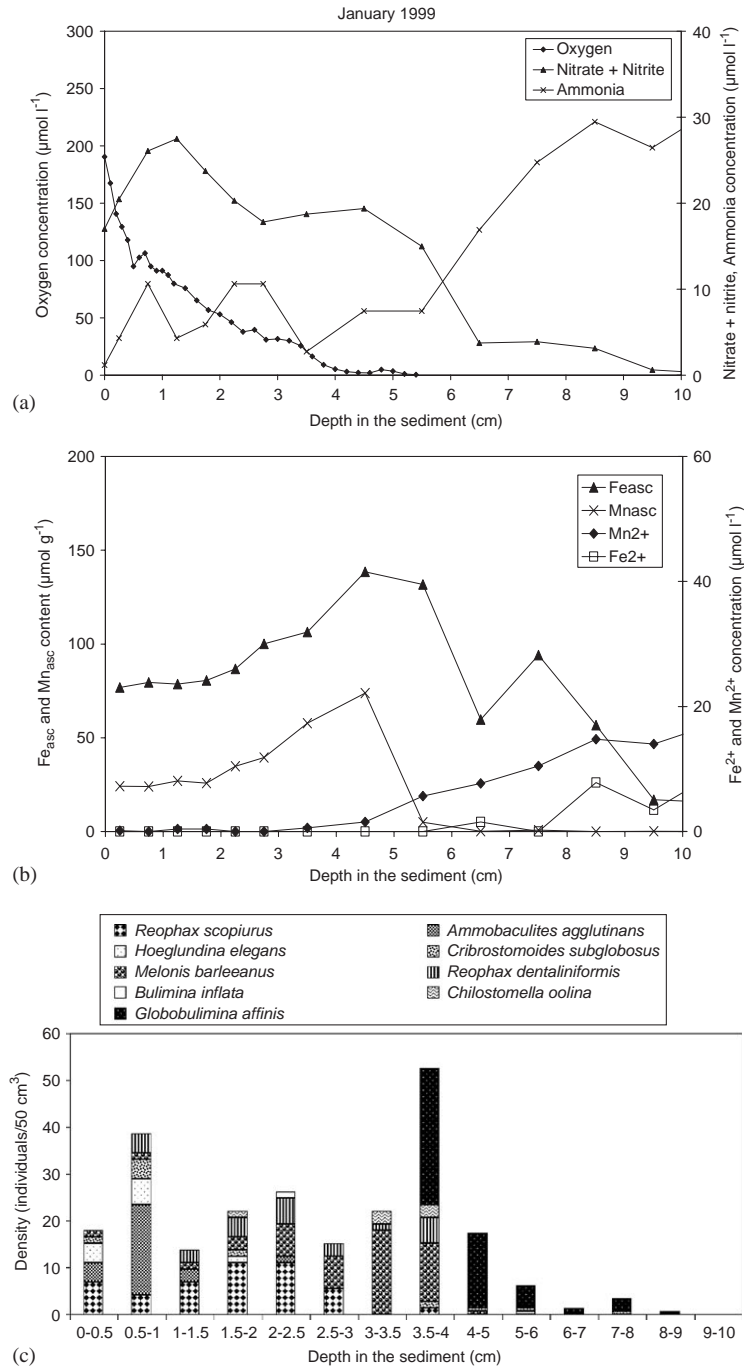 January 1999
300
250
200
150
100
50
0
Oxygen concentration (µmol l⁻¹)
40
30
20
10
0
Nitrate + nitrite, Ammonia concentration (µmol l⁻¹)
Oxygen
Nitrate + Nitrite
Ammonia
0 1 2 3 4 5 6 7 8 9 10
Depth in the sediment (cm)
(a)
200
150
100
50
0
Fe_asc and Mn_asc content (µmol g⁻¹)
60
40
20
0
Fe²⁺ and Mn²⁺ concentration (µmol l⁻¹)
Feasc
Mnasc
Mn2+
Fe2+
0 1 2 3 4 5 6 7 8 9 10
Depth in the sediment (cm)
(b)
Reophax scopiurus
Hoeglundina elegans
Melonis barleeanus
Bulimina inflata
Globobulimina affinis
Ammobaculites agglutinans
Cribrostomoides subglobosus
Reophax dentaliniformis
Chilostomella oolina
60
50
40
30
20
10
0
Density (individuals/50 cm³)
0-0.5 0.5-1 1-1.5 1.5-2 2-2.5 2.5-3 3-3.5 3.5-4 4-5 5-6 6-7 7-8 8-9 9-10
Depth in the sediment (cm)
(c)